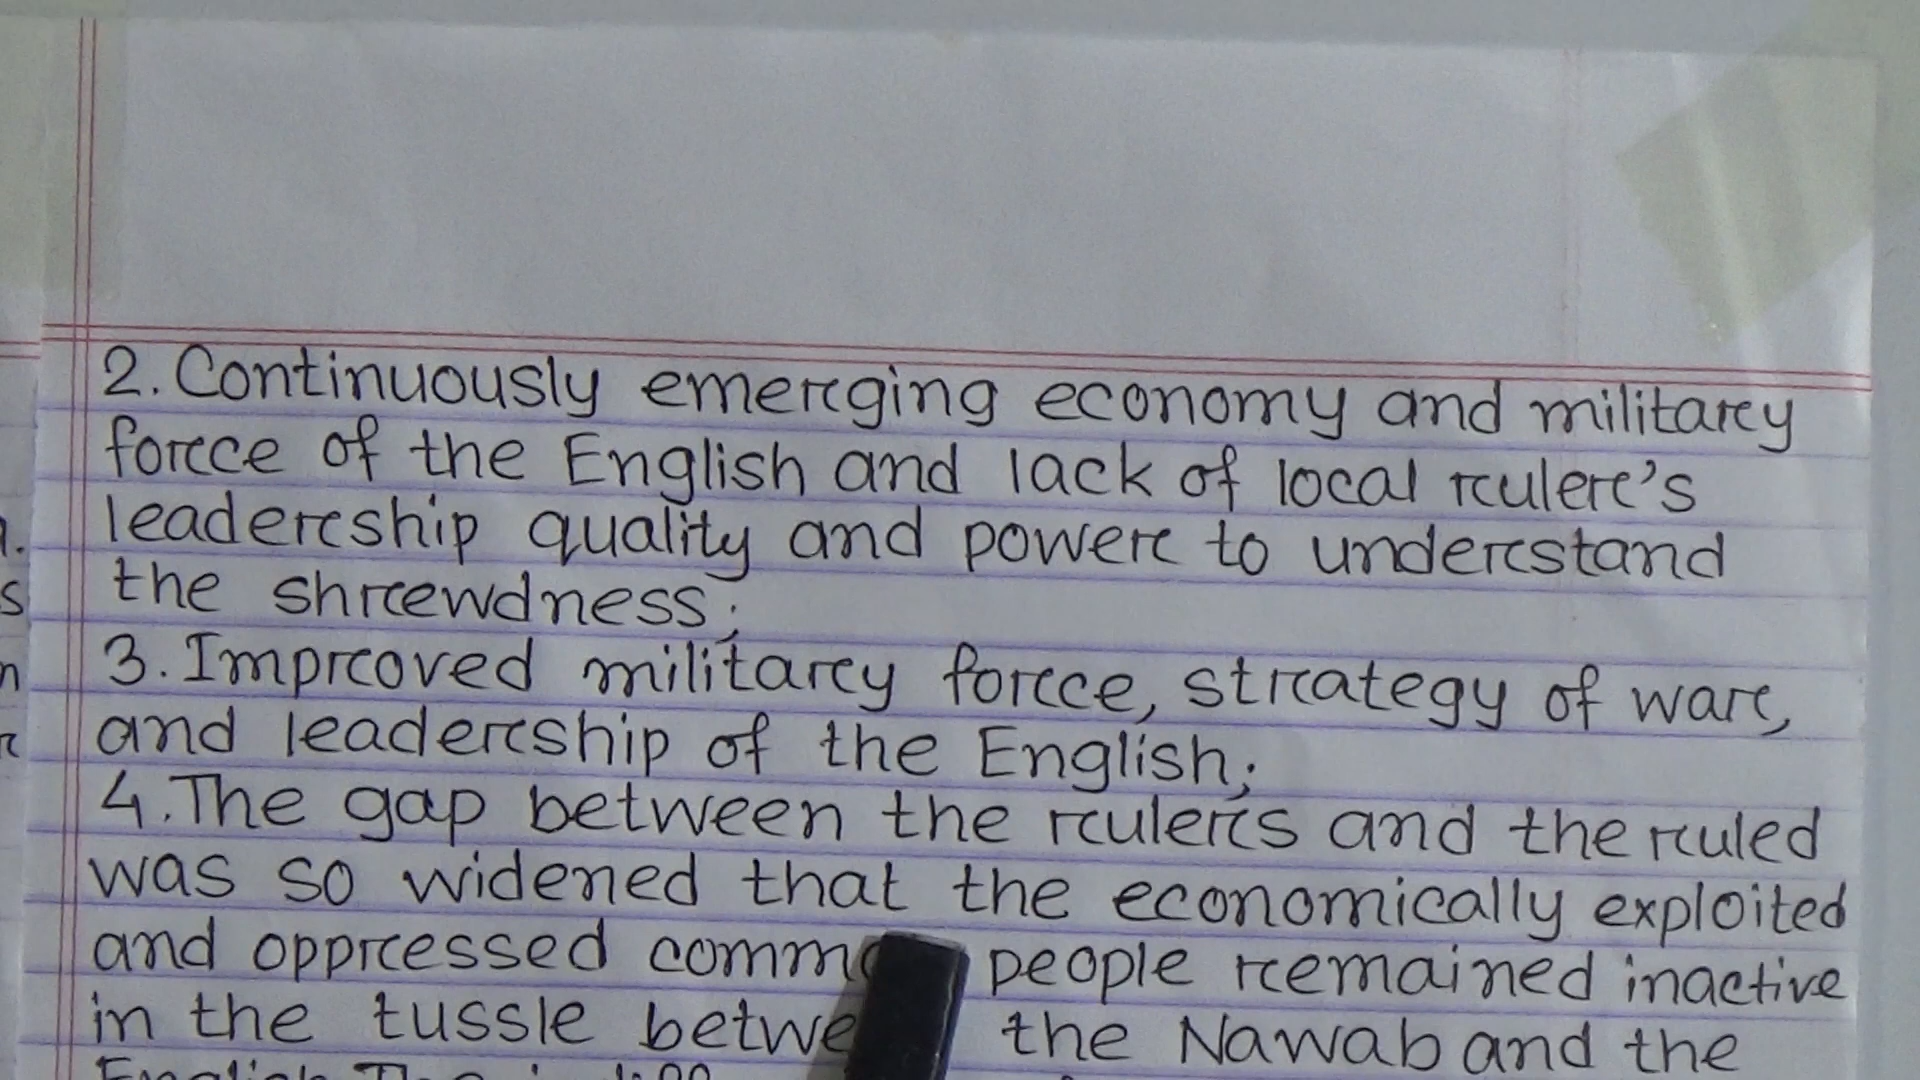 2. Continuously emerging economy and military
force of the English and lack of local ruler's
leadership quality and power to understand
the shrewdness;
3. Improved military force, strategy of war,
and leadership of the English;
4. The gap between the rulers and the ruled
was so widened that the economically exploited
and oppressed people remained inactive
in the tussle the Nawab and the